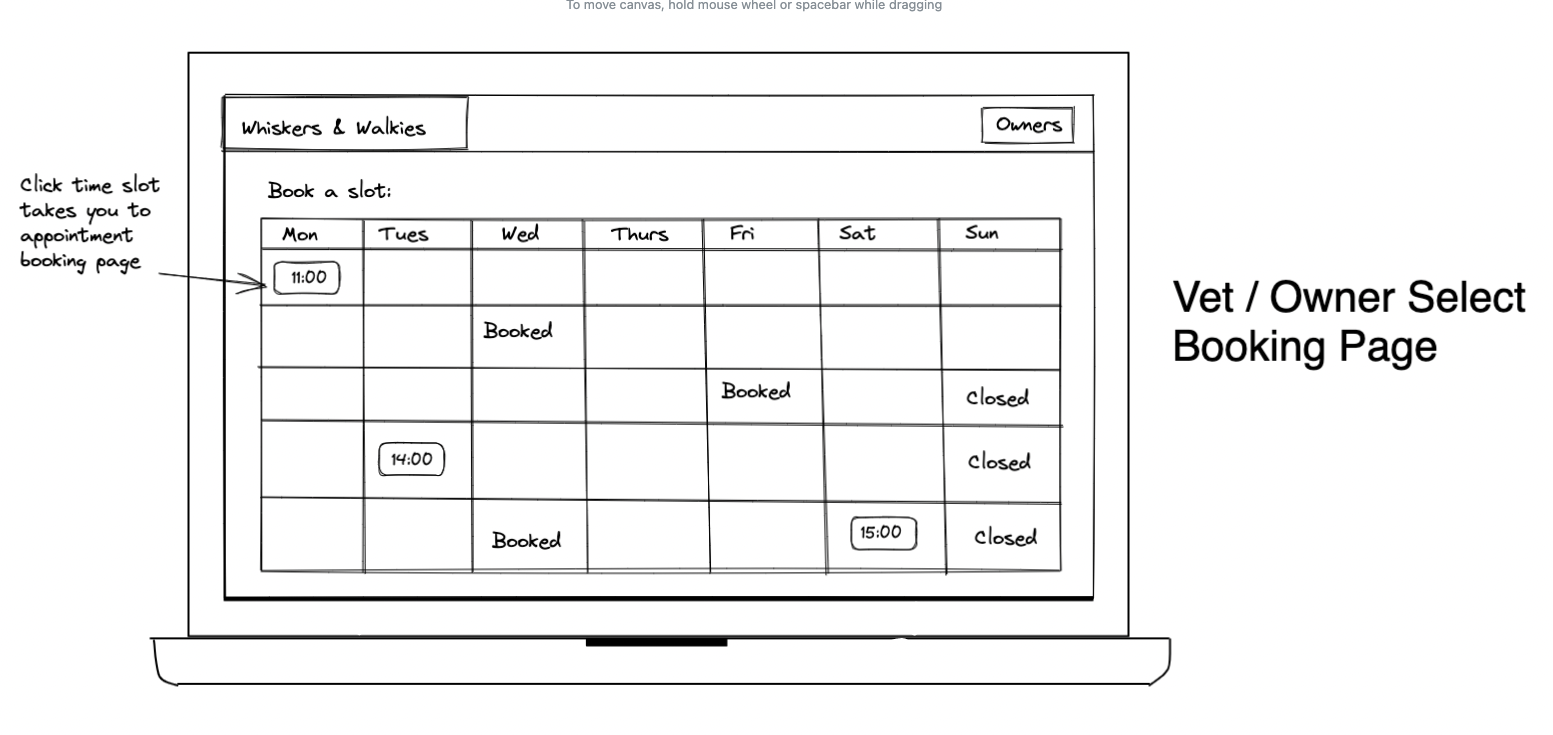 To move canvas, hold mouse wheel or spacebar while dragging
Whiskers & Walkies
Owners
Click time slot
takes you to
appointment
booking page
Book a slot:
Mon Tues Wed Thurs Fri Sat Sun
11:00
Booked
Booked Closed
14:00 Closed
Booked 15:00 Closed
Vet / Owner Select
Booking Page